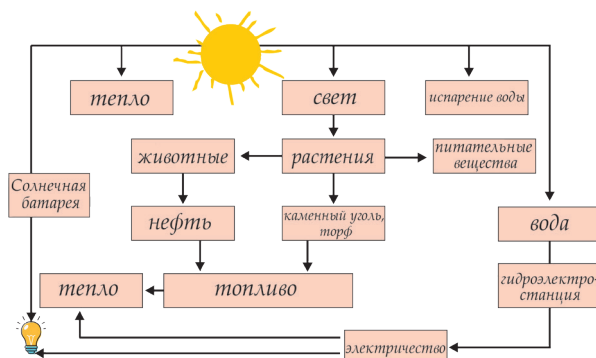 тепло
свет
испарение воды
животные
растения
питательные
вещества
Солнечная
батарея
нефть
каменный уголь,
торф
вода
тепло
топливо
гидроэлектро-
станция
электричество